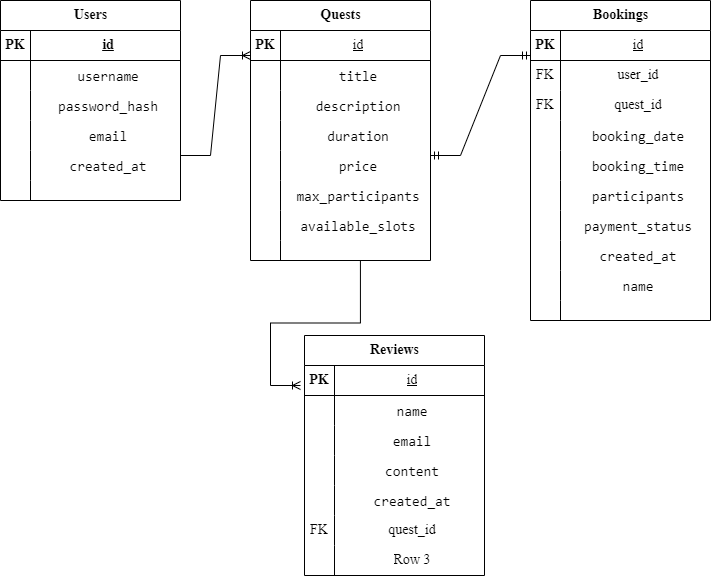 Users
PK id
username
password_hash
email
created_at
Quests
PK id
title
description
duration
price
max_participants
available_slots
Bookings
PK id
FK user_id
FK quest_id
booking_date
booking_time
participants
payment_status
created_at
name
Reviews
PK id
name
email
content
created_at
FK quest_id
Row 3